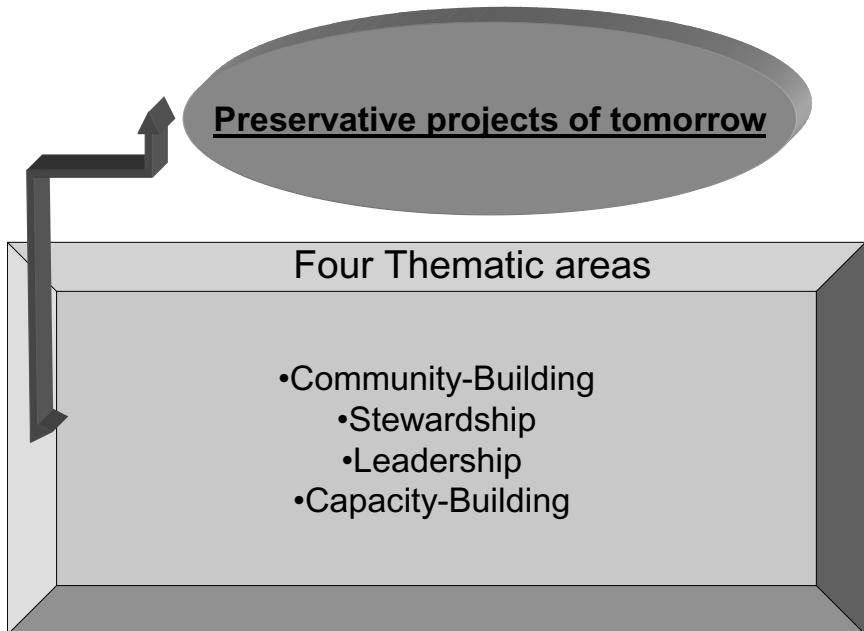 Preservative projects of tomorrow
Four Thematic areas
•Community-Building
•Stewardship
•Leadership
•Capacity-Building